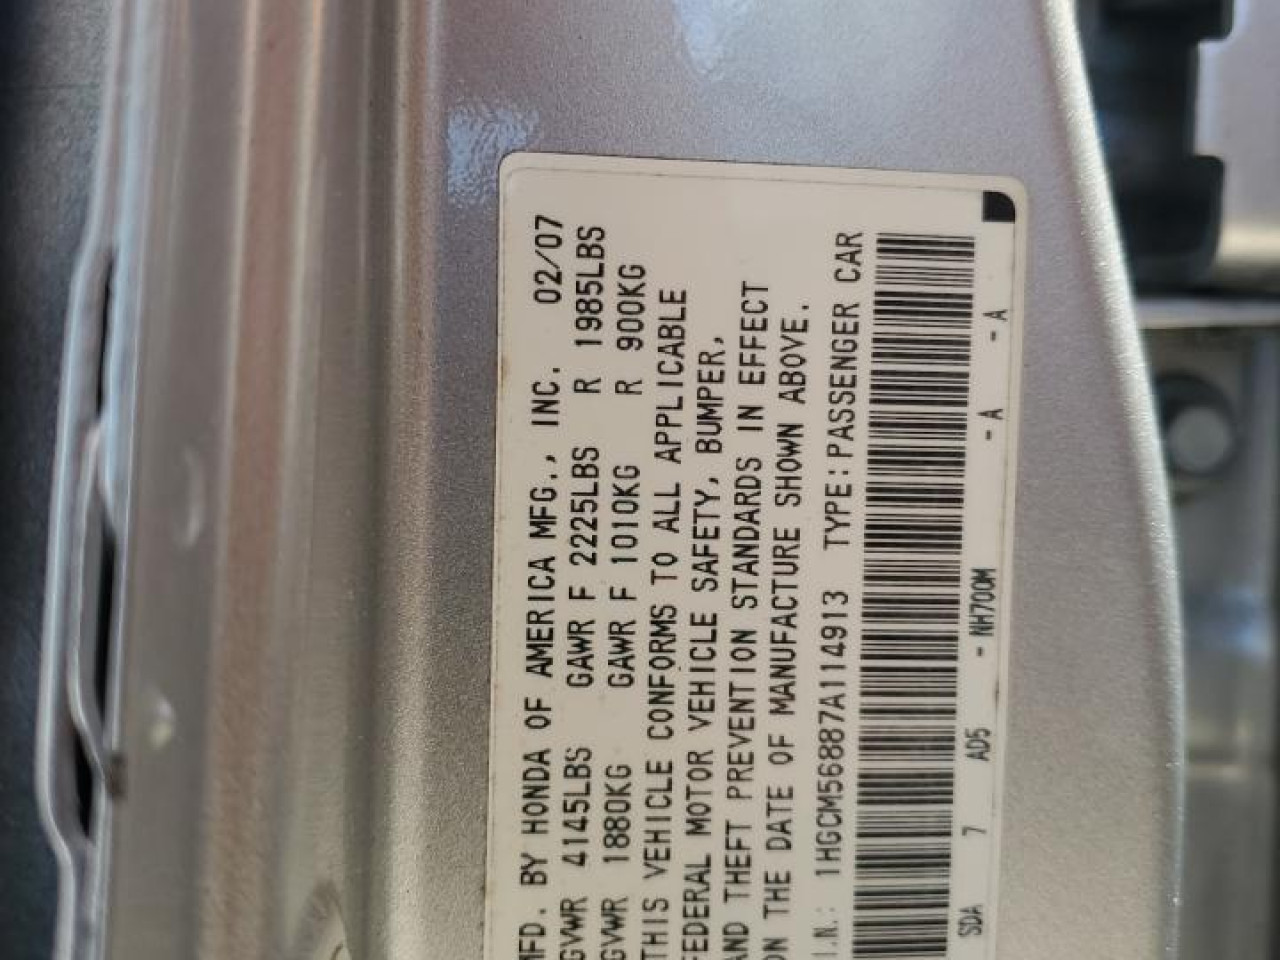 MFD. BY HONDA OF AMERICA MFG., INC. 02/07
GVWR 4145LBS GAWR F 2225LBS R 1985LBS
GVWR 1880KG GAWR F 1010KG R 900KG
THIS VEHICLE CONFORMS TO ALL APPLICABLE
FEDERAL MOTOR VEHICLE SAFETY, BUMPER,
AND THEFT PREVENTION STANDARDS IN EFFECT
ON THE DATE OF MANUFACTURE SHOWN ABOVE.
I.N.: 1HGCM56887A114913 TYPE:PASSENGER CAR
SDA 7 AD5 - NH700M - A - A